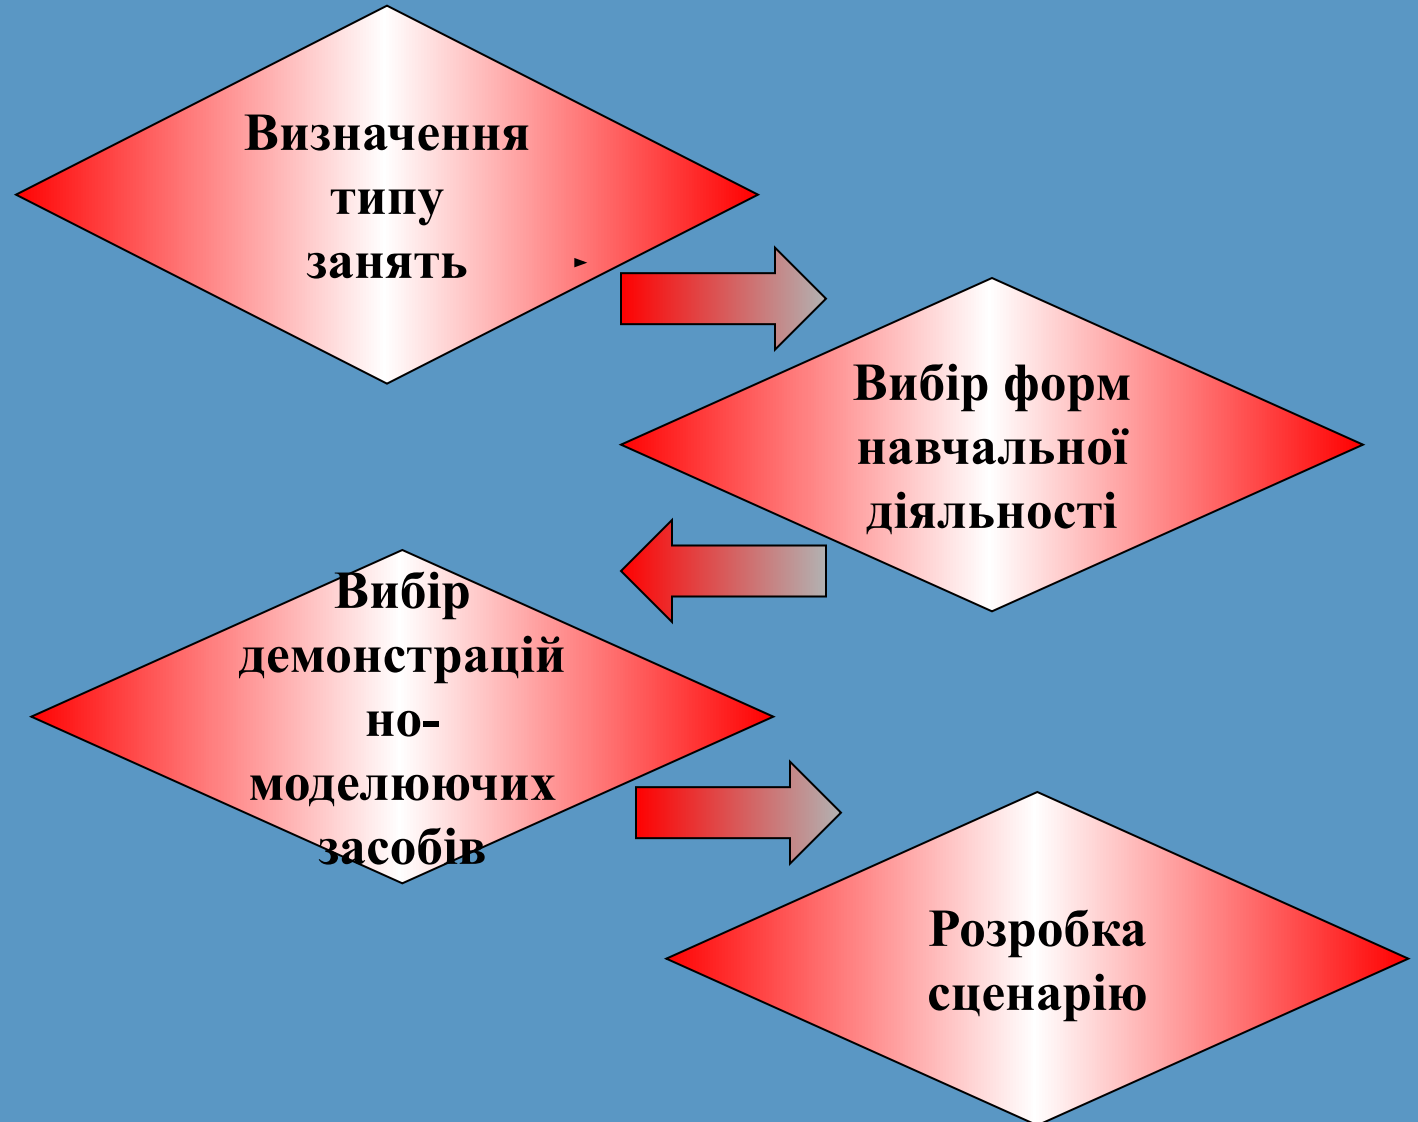 Визначення
типу
занять
Вибір форм
навчальної
діяльності
Вибір
демонстрацій
но-
моделюючих
засобів
Розробка
сценарію